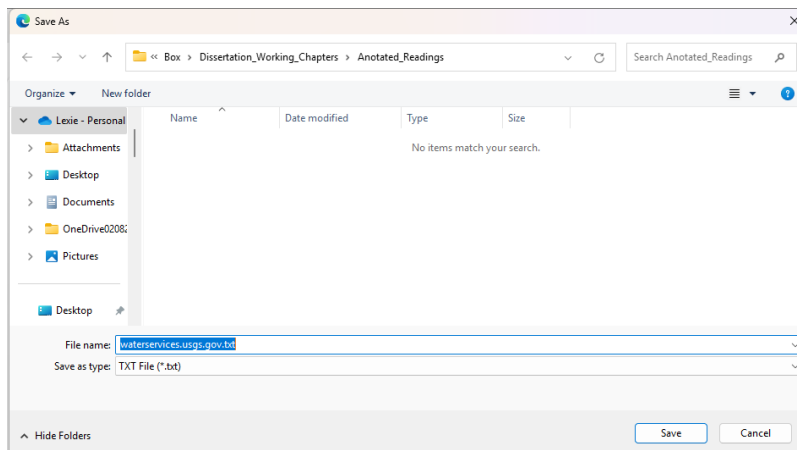 Save As
« Box > Dissertation_Working_Chapters > Anotated_Readings
Search Anotated_Readings
Organize
New folder
Lexie - Personal
Name
Date modified
Type
Size
No items match your search.
Attachments
Desktop
Documents
OneDrive02082
Pictures
Desktop
File name: waterservices.usgs.gov.txt
Save as type: TXT File (*.txt)
Hide Folders
Save
Cancel